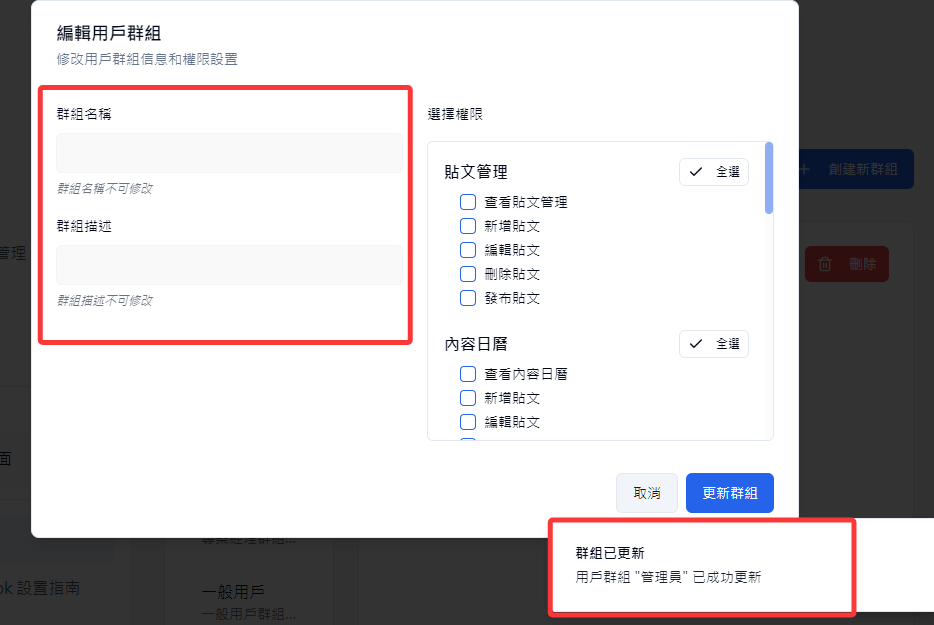 編輯用戶群組
修改用戶群組信息和權限設置
群組名稱
群組名稱不可修改
群組描述
群組描述不可修改
選擇權限
貼文管理
全選
查看貼文管理
新增貼文
編輯貼文
刪除貼文
發布貼文
內容日曆
全選
查看內容日曆
新增貼文
編輯貼文
取消
更新群組
+ 創建新群組
管理
刪除
面
ok 設置指南
一般用戶
一般用戶群組...
群組已更新
用戶群組 "管理員" 已成功更新